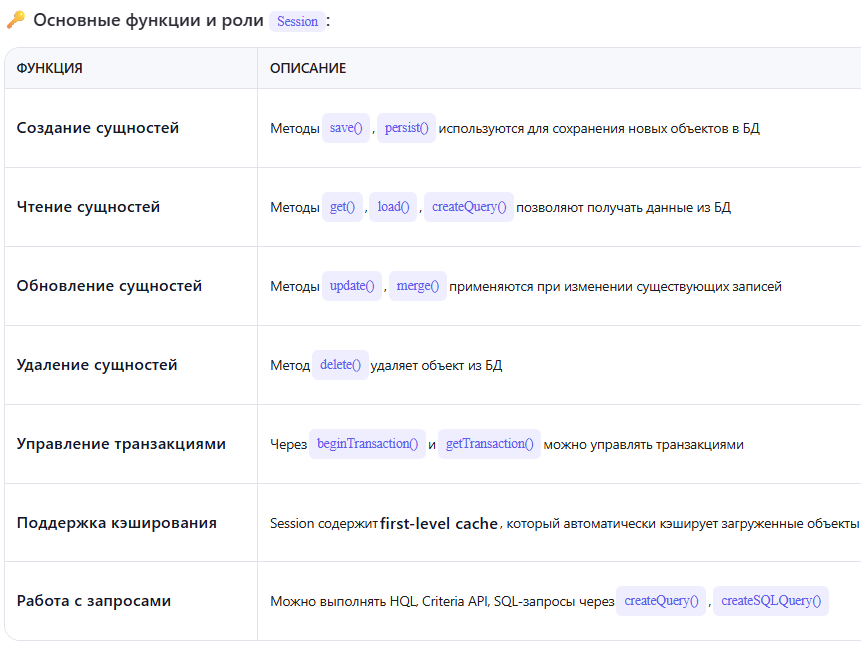 🔑 Основные функции и роли Session :
ФУНКЦИЯ ОПИСАНИЕ
Создание сущностей Методы save() , persist() используются для сохранения новых объектов в БД
Чтение сущностей Методы get() , load() , createQuery() позволяют получать данные из БД
Обновление сущностей Методы update() , merge() применяются при изменении существующих записей
Удаление сущностей Метод delete() удаляет объект из БД
Управление транзакциями Через beginTransaction() и getTransaction() можно управлять транзакциями
Поддержка кэширования Session содержит first-level cache , который автоматически кэширует загруженные объекты
Работа с запросами Можно выполнять HQL, Criteria API, SQL-запросы через createQuery() , createSQLQuery()